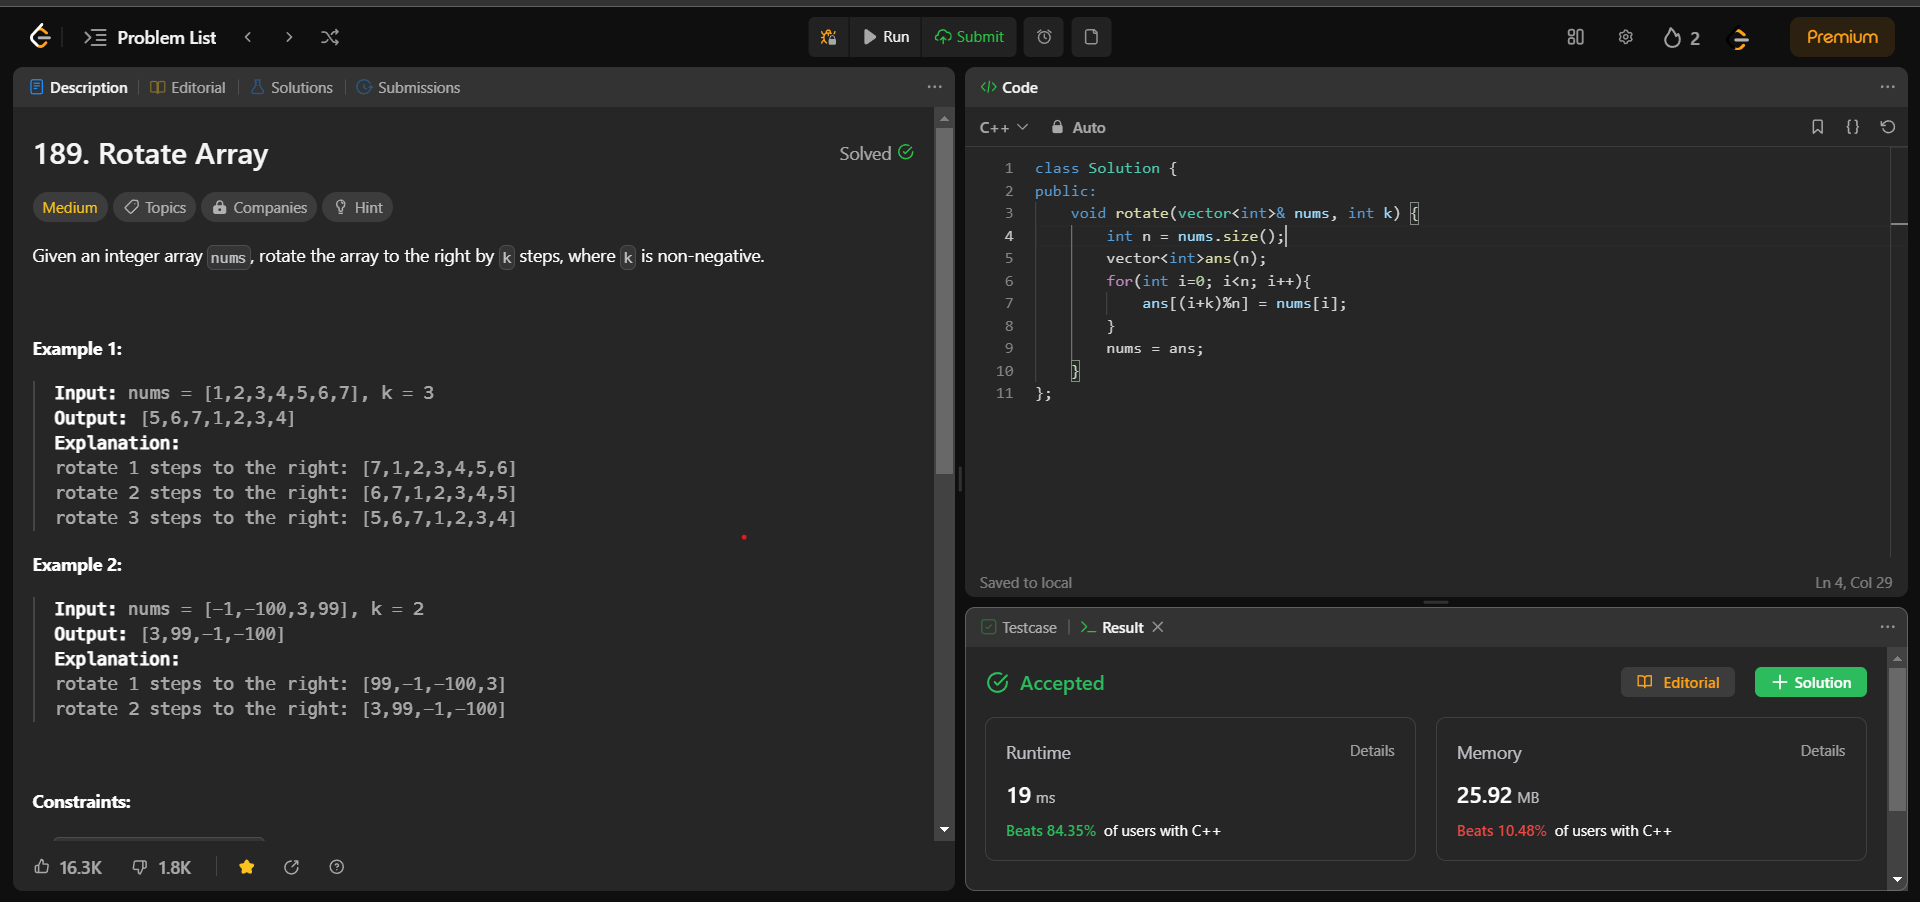 Problem List
Run
Submit
2
Premium
Description
Editorial
Solutions
Submissions
189. Rotate Array
Solved
Medium
Topics
Companies
Hint
Given an integer array nums, rotate the array to the right by k steps, where k is non-negative.
Example 1:
Input: nums = [1,2,3,4,5,6,7], k = 3
Output: [5,6,7,1,2,3,4]
Explanation:
rotate 1 steps to the right: [7,1,2,3,4,5,6]
rotate 2 steps to the right: [6,7,1,2,3,4,5]
rotate 3 steps to the right: [5,6,7,1,2,3,4]
Example 2:
Input: nums = [-1,-100,3,99], k = 2
Output: [3,99,-1,-100]
Explanation:
rotate 1 steps to the right: [99,-1,-100,3]
rotate 2 steps to the right: [3,99,-1,-100]
Constraints:
16.3K
1.8K
</> Code
C++
Auto
1 class Solution {
2 public:
3 void rotate(vector<int>& nums, int k) {
4 int n = nums.size();
5 vector<int>ans(n);
6 for(int i=0; i<n; i++){
7 ans[(i+k)%n] = nums[i];
8 }
9 nums = ans;
10 }
11 };
Saved to local
Ln 4, Col 29
Testcase
>_ Result
Accepted
Editorial
+ Solution
Runtime
Details
19 ms
Beats 84.35% of users with C++
Memory
Details
25.92 MB
Beats 10.48% of users with C++